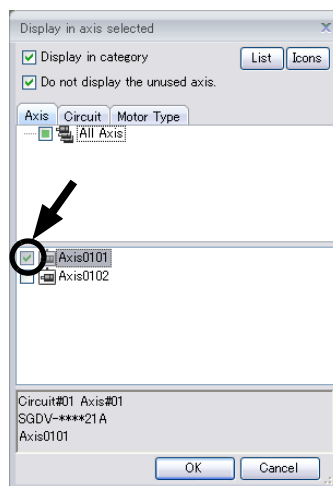 Display in axis selected
Display in category
List
Icons
Do not display the unused axis.
Axis
Circuit
Motor Type
All Axis
Axis0101
Axis0102
Circuit#01 Axis#01
SGDV-****21A
Axis0101
OK
Cancel